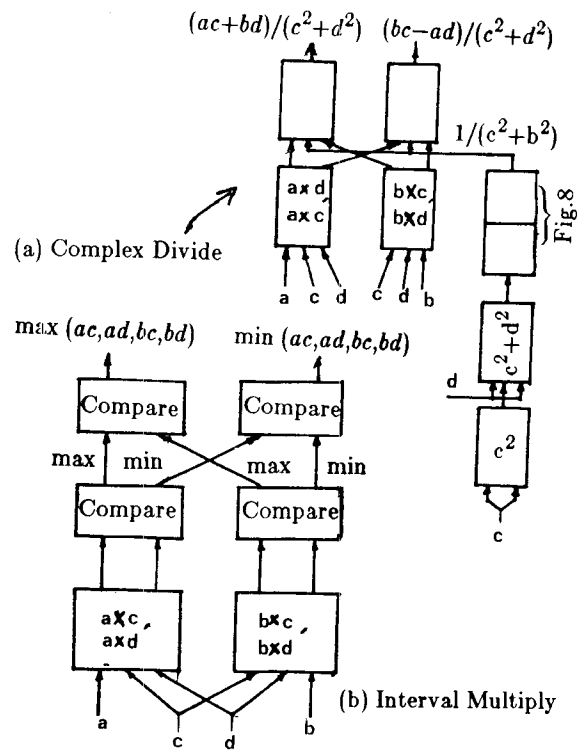 (ac+bd)/(c²+d²) (bc−ad)/(c²+d²)
1/(c²+b²)
a×d
a×c
b×c
b×d
Fig.8
(a) Complex Divide
a c d c d b
c²+d²
d
c²
c
max (ac,ad,bc,bd) min (ac,ad,bc,bd)
Compare Compare
max min max min
Compare Compare
a×c,
a×d
b×c,
b×d
a c d b
(b) Interval Multiply